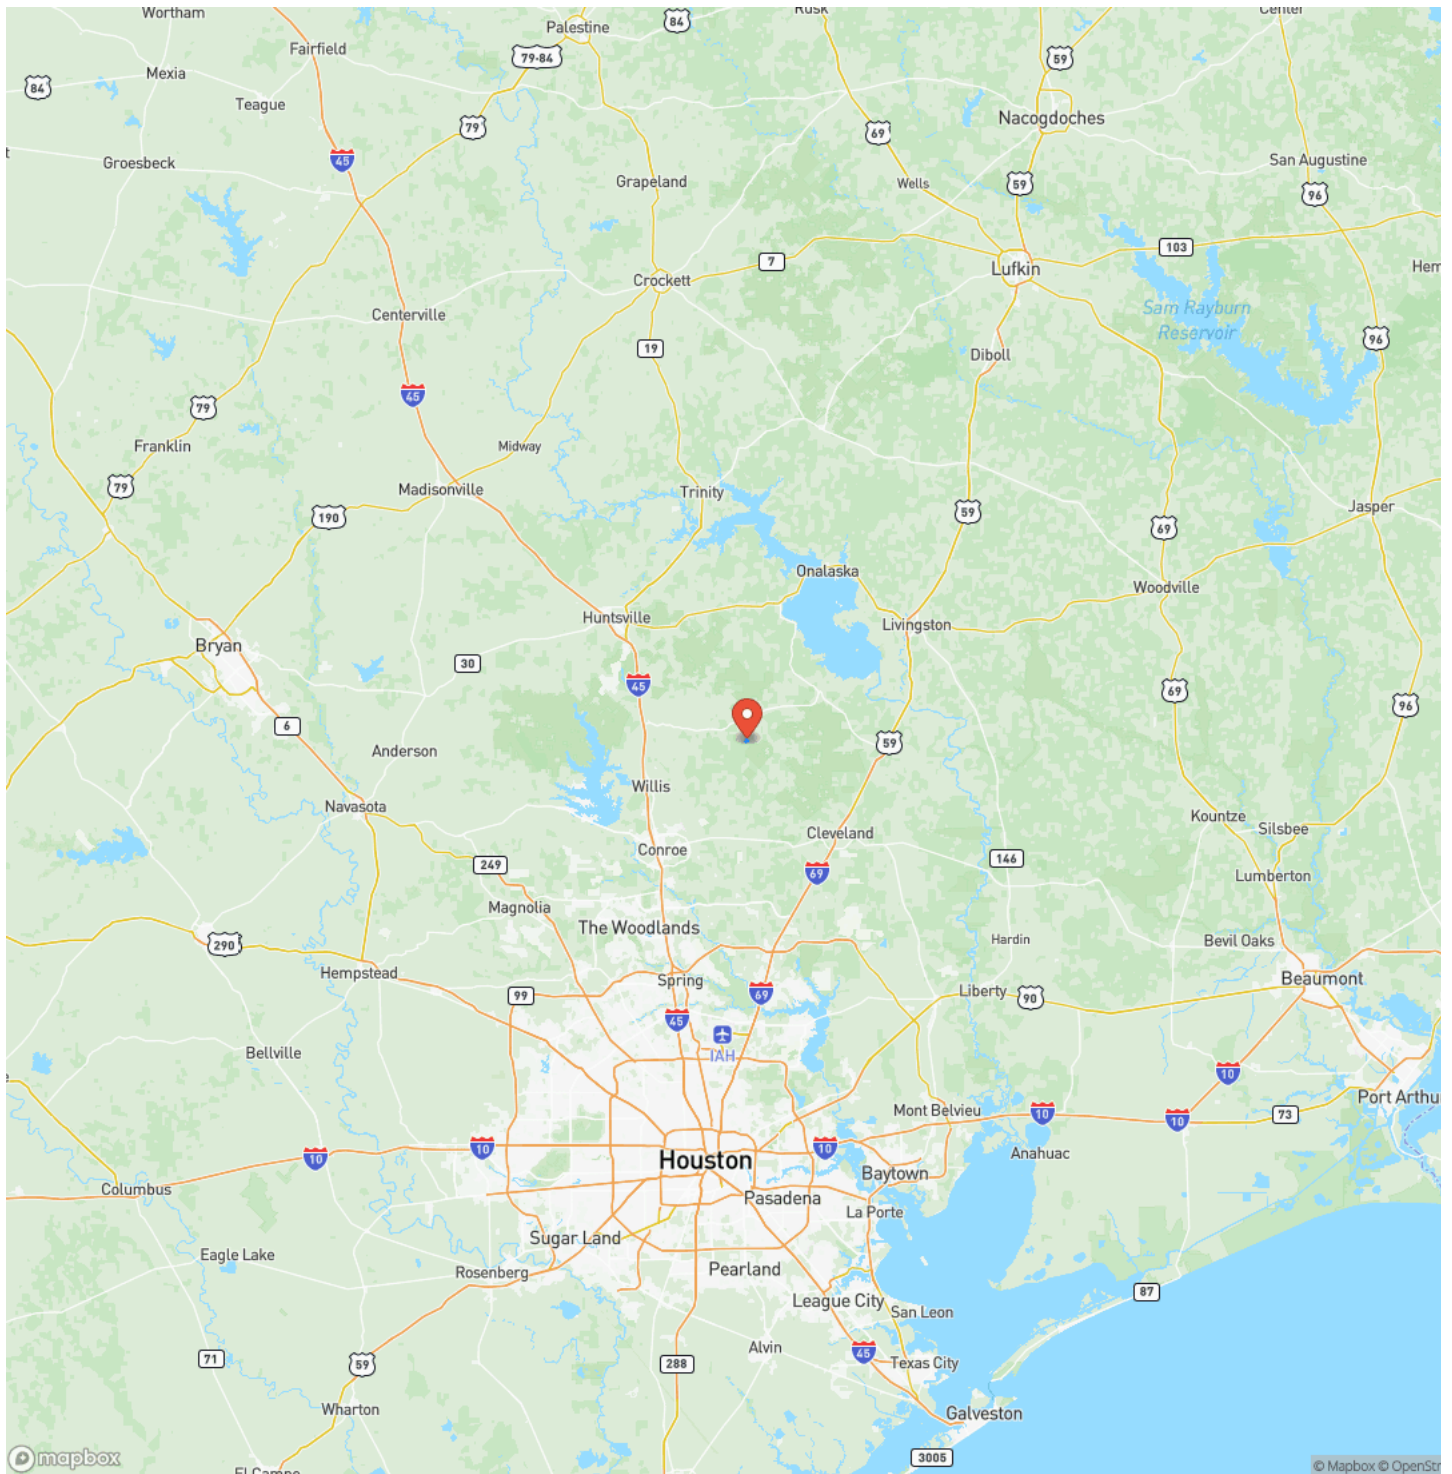 Wortham
Palestine
84
Rusk
Center
Fairfield
79-84
59
Mexia
84
Teague
79
Nacogdoches
69
45
Groesbeck
San Augustine
Grapeland
Wells
59
96
103
7
Lufkin
Crockett
Hem
Centerville
Sam Rayburn
Reservoir
19
96
Diboll
45
79
Franklin
Midway
79
Madisonville
Trinity
190
59
Jasper
69
Onalaska
Woodville
Huntsville
Livingston
Bryan
30
45
69
96
6
59
Anderson
Willis
Navasota
Kountze
Silsbee
Cleveland
Conroe
146
249
69
Lumberton
Magnolia
The Woodlands
Hardin
Bevil Oaks
290
Hempstead
Spring
Beaumont
99
69
Liberty
90
45
IAH
Bellville
10
Port Arthu
Mont Belvieu
10
73
10
10
10
10
Houston
Anahuac
Baytown
Columbus
Pasadena
La Porte
Sugar Land
Eagle Lake
Rosenberg
Pearland
87
League City
San Leon
Alvin
45
71
59
288
Texas City
Wharton
Galveston
3005
mapbox
El Campo
© Mapbox © OpenStr